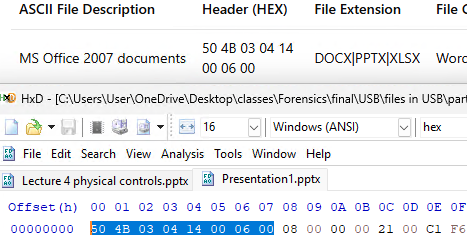 ASCII File Description Header (HEX) File Extension File C
MS Office 2007 documents 50 4B 03 04 14 00 06 00 DOCX|PPTX|XLSX Word
HxD - [C:\Users\User\OneDrive\Desktop\classes\Forensics\final\USB\files in USB\part
16 Windows (ANSI) hex
File Edit Search View Analysis Tools Window Help
Lecture 4 physical controls.pptx Presentation1.pptx
Offset(h) 00 01 02 03 04 05 06 07 08 09 0A 0B 0C 0D 0E 0F
00000000 50 4B 03 04 14 00 06 00 08 00 00 00 21 00 C1 F6